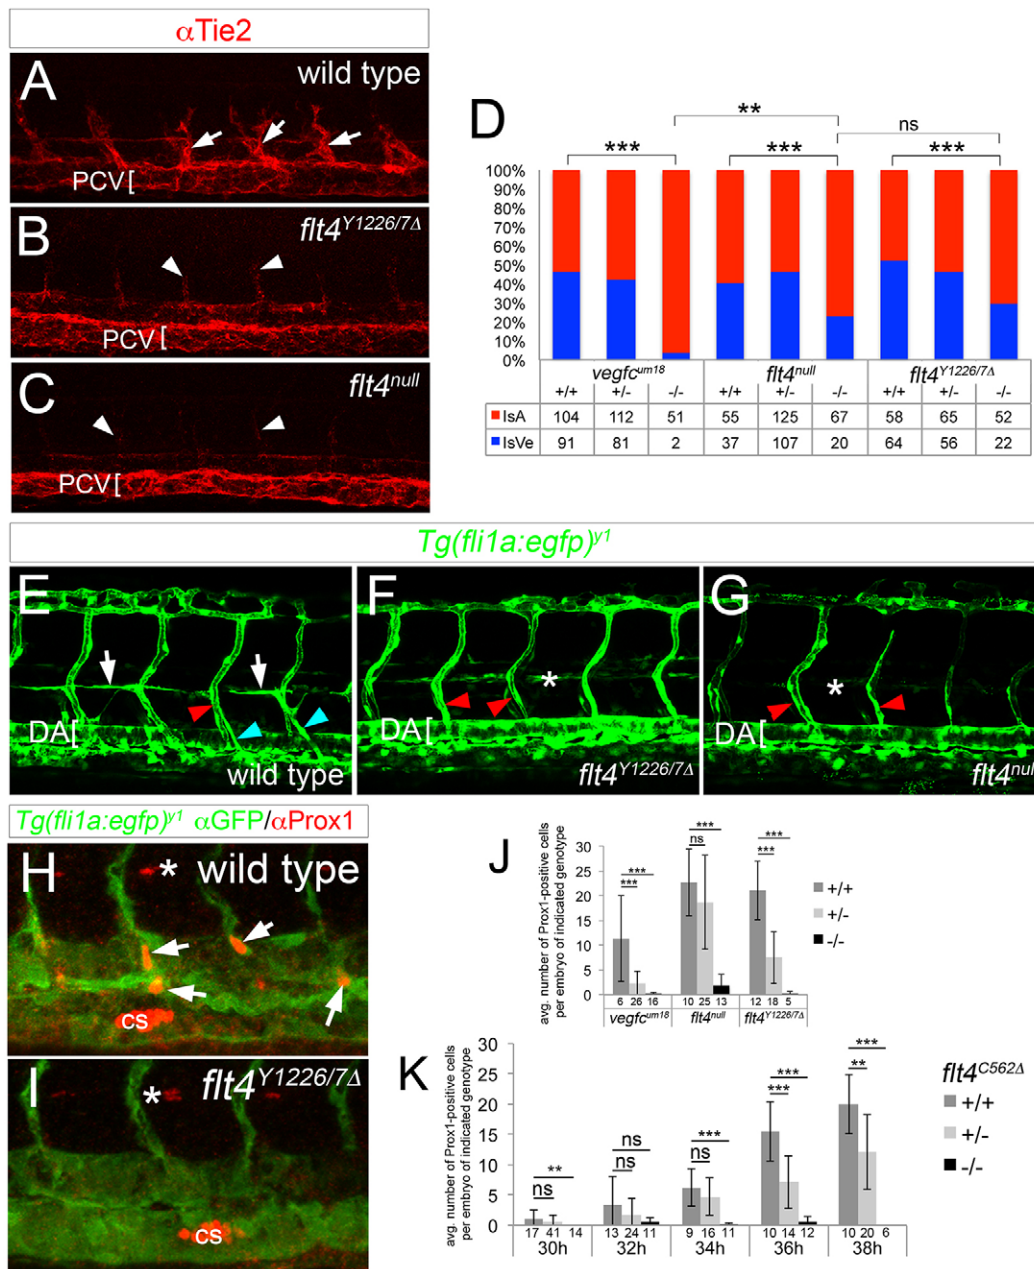 αTie2
A
wild type
PCV[
B
flt4Y1226/7Δ
PCV[
C
flt4null
PCV[
D
**
ns
***
***
***
100%
90%
80%
70%
60%
50%
40%
30%
20%
10%
0%
vegfcum18 flt4null flt4Y1226/7Δ
+/+ +/- -/- +/+ +/- -/- +/+ +/- -/-
IsA 104 112 51 55 125 67 58 65 52
IsVe 91 81 2 37 107 20 64 56 22
Tg(fli1a:egfp)y1
E
DA[
wild type
F
*
DA[
flt4Y1226/7Δ
G
*
DA[
flt4nul
Tg(fli1a:egfp)y1 αGFP/αProx1
H
* wild type
cs
I
flt4Y1226/7Δ
*
cs
J
avg. number of Prox1-positive cells
per embryo of indicated genotype
30
25
20
15
10
5
0
***
***
***
ns
***
***
6 26 16 10 25 13 12 18 5
vegfcum18 flt4null flt4Y1226/7Δ
+/+
+/-
-/-
K
avg. number of Prox1-positive cells
per embryo of indicated genotype
30
25
20
15
10
5
0
**
ns
ns
ns
***
ns
***
***
***
**
17 41 14 13 24 11 9 16 11 10 14 12 10 20 6
30h 32h 34h 36h 38h
flt4C562Δ
+/+
+/-
-/-